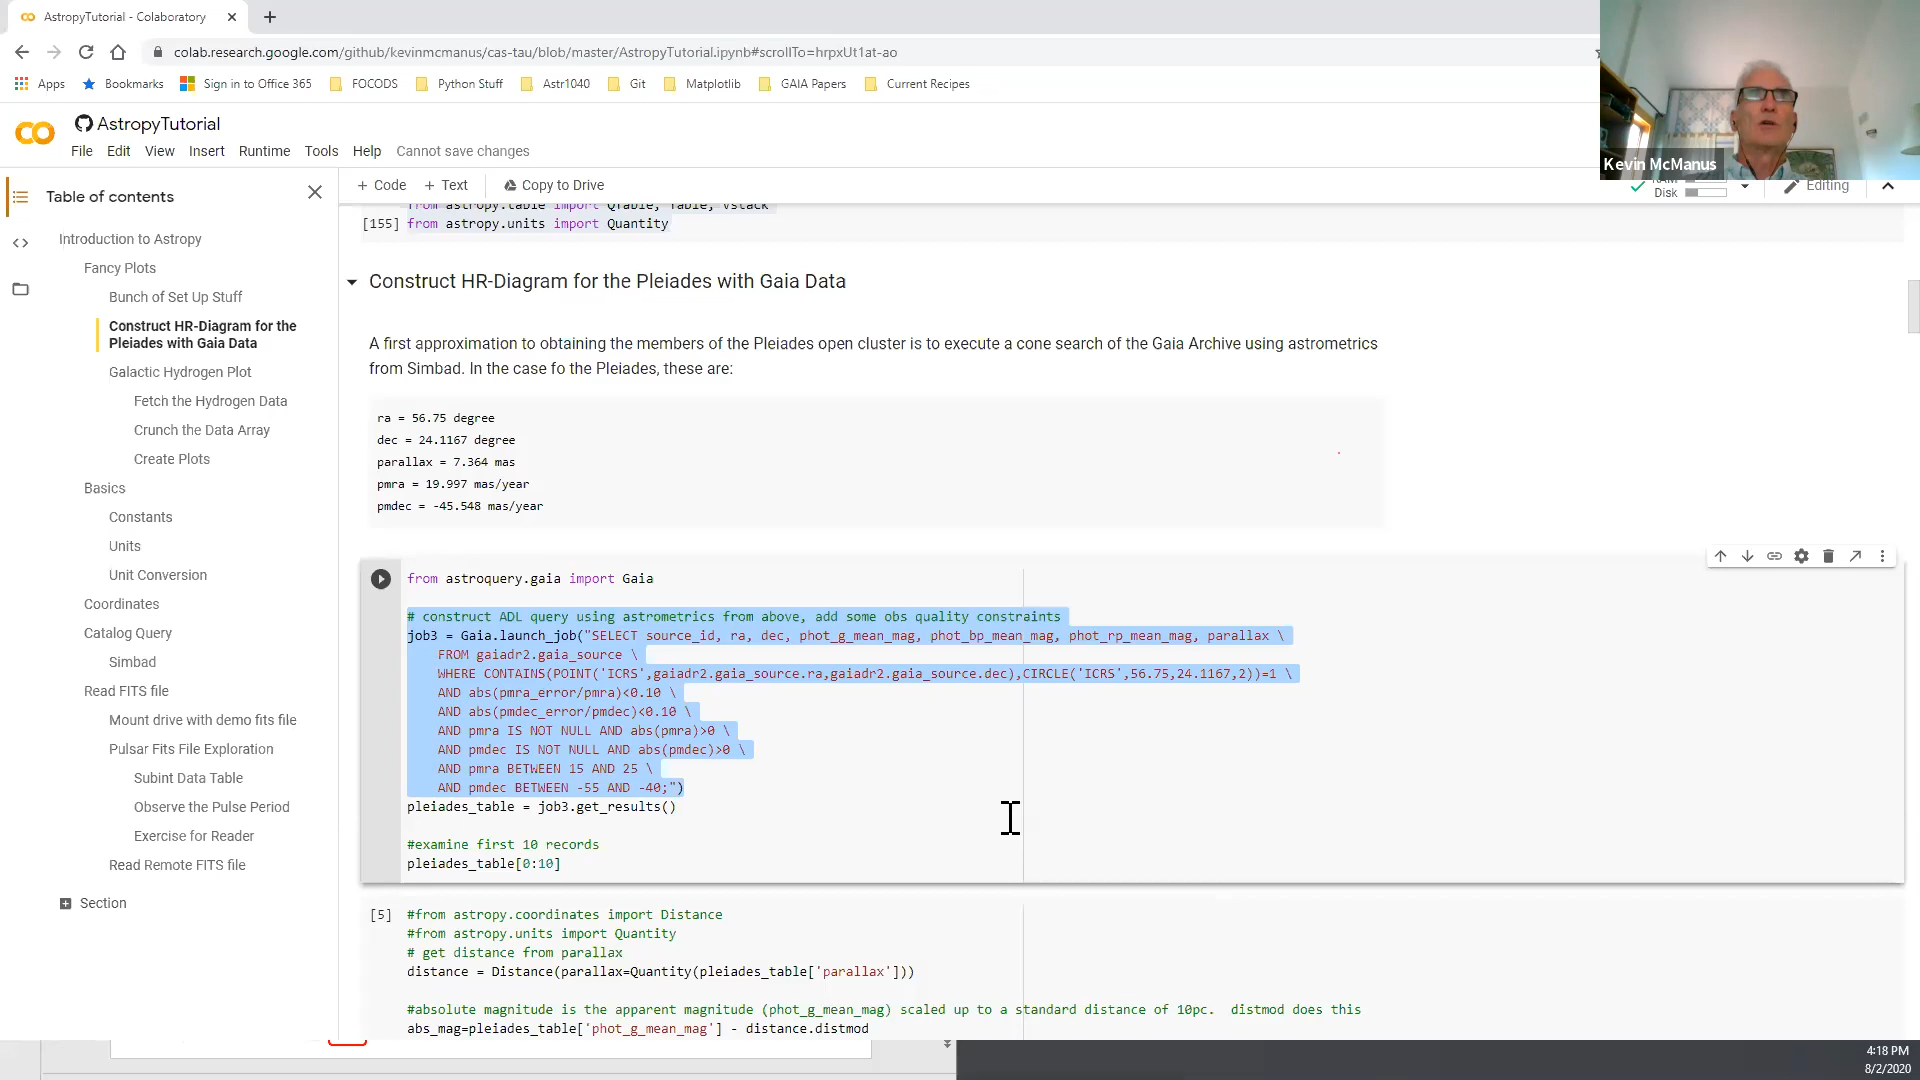 AstropyTutorial - Colaboratory
colab.research.google.com/github/kevinmcmanus/cas-tau/blob/master/AstropyTutorial.ipynb#scrollTo=hrpxUt1at-ao
Apps
Bookmarks
Sign in to Office 365
FOCODS
Python Stuff
Astr1040
Git
Matplotlib
GAIA Papers
Current Recipes
AstropyTutorial
File Edit View Insert Runtime Tools Help Cannot save changes
Kevin McManus
+ Code + Text Copy to Drive
Disk
Editing
Table of contents
Introduction to Astropy
Fancy Plots
Bunch of Set Up Stuff
Construct HR-Diagram for the
Pleiades with Gaia Data
Galactic Hydrogen Plot
Fetch the Hydrogen Data
Crunch the Data Array
Create Plots
Basics
Constants
Units
Unit Conversion
Coordinates
Catalog Query
Simbad
Read FITS file
Mount drive with demo fits file
Pulsar Fits File Exploration
Subint Data Table
Observe the Pulse Period
Exercise for Reader
Read Remote FITS file
Section
from astropy.table import QTable, Table, vstack
[155] from astropy.units import Quantity
Construct HR-Diagram for the Pleiades with Gaia Data
A first approximation to obtaining the members of the Pleiades open cluster is to execute a cone search of the Gaia Archive using astrometrics
from Simbad. In the case fo the Pleiades, these are:
ra = 56.75 degree
dec = 24.1167 degree
parallax = 7.364 mas
pmra = 19.997 mas/year
pmdec = -45.548 mas/year
from astroquery.gaia import Gaia
# construct ADL query using astrometrics from above, add some obs quality constraints
job3 = Gaia.launch_job("SELECT source_id, ra, dec, phot_g_mean_mag, phot_bp_mean_mag, phot_rp_mean_mag, parallax \
FROM gaiadr2.gaia_source \
WHERE CONTAINS(POINT('ICRS',gaiadr2.gaia_source.ra,gaiadr2.gaia_source.dec),CIRCLE('ICRS',56.75,24.1167,2))=1 \
AND abs(pmra_error/pmra)<0.10 \
AND abs(pmdec_error/pmdec)<0.10 \
AND pmra IS NOT NULL AND abs(pmra)>0 \
AND pmdec IS NOT NULL AND abs(pmdec)>0 \
AND pmra BETWEEN 15 AND 25 \
AND pmdec BETWEEN -55 AND -40;")
pleiades_table = job3.get_results()
#examine first 10 records
pleiades_table[0:10]
[5] #from astropy.coordinates import Distance
#from astropy.units import Quantity
# get distance from parallax
distance = Distance(parallax=Quantity(pleiades_table['parallax']))
#absolute magnitude is the apparent magnitude (phot_g_mean_mag) scaled up to a standard distance of 10pc.  distmod does this
abs_mag=pleiades_table['phot_g_mean_mag'] - distance.distmod
4:18 PM
8/2/2020